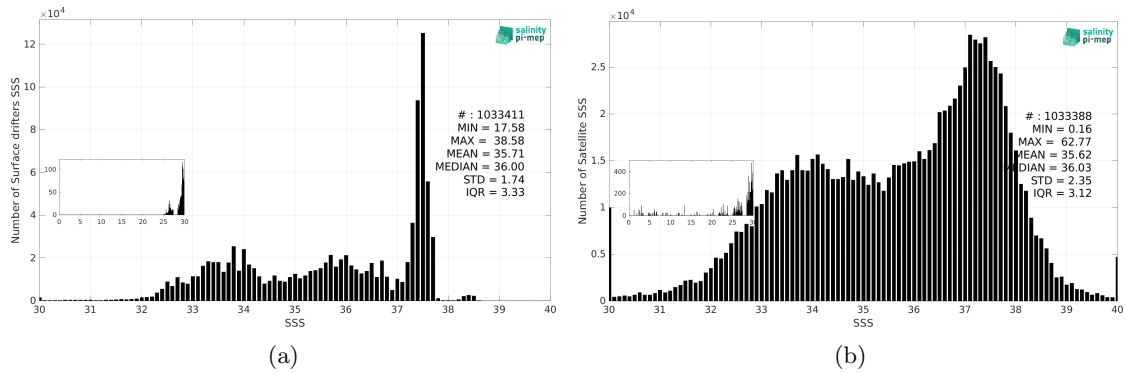 ×10⁴
salinity
pi-mep
12
10
8
6
4
2
0
Number of Surface drifters SSS
# : 1033411
MIN = 17.58
MAX = 38.58
MEAN = 35.71
MEDIAN = 36.00
STD = 1.74
IQR = 3.33
100
50
0
0 5 10 15 20 25 30
30 31 32 33 34 35 36 37 38 39 40
SSS
(a)
×10⁴
salinity
pi-mep
2.5
2
1.5
1
0.5
0
Number of Satellite SSS
# : 1033388
MIN = 0.16
MAX = 62.77
MEAN = 35.62
MEDIAN = 36.03
STD = 2.35
IQR = 3.12
400
200
0
0 5 10 15 20 25 30
30 31 32 33 34 35 36 37 38 39 40
SSS
(b)